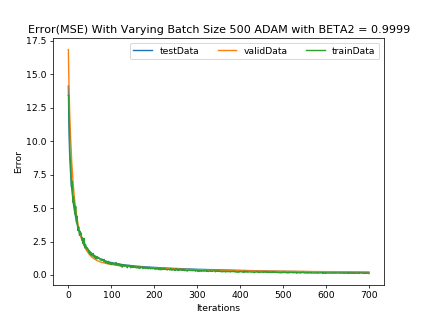 Error(MSE) With Varying Batch Size 500 ADAM with BETA2 = 0.9999
testData validData trainData
17.5
15.0
12.5
10.0
7.5
5.0
2.5
0.0
Error
0 100 200 300 400 500 600 700
Iterations